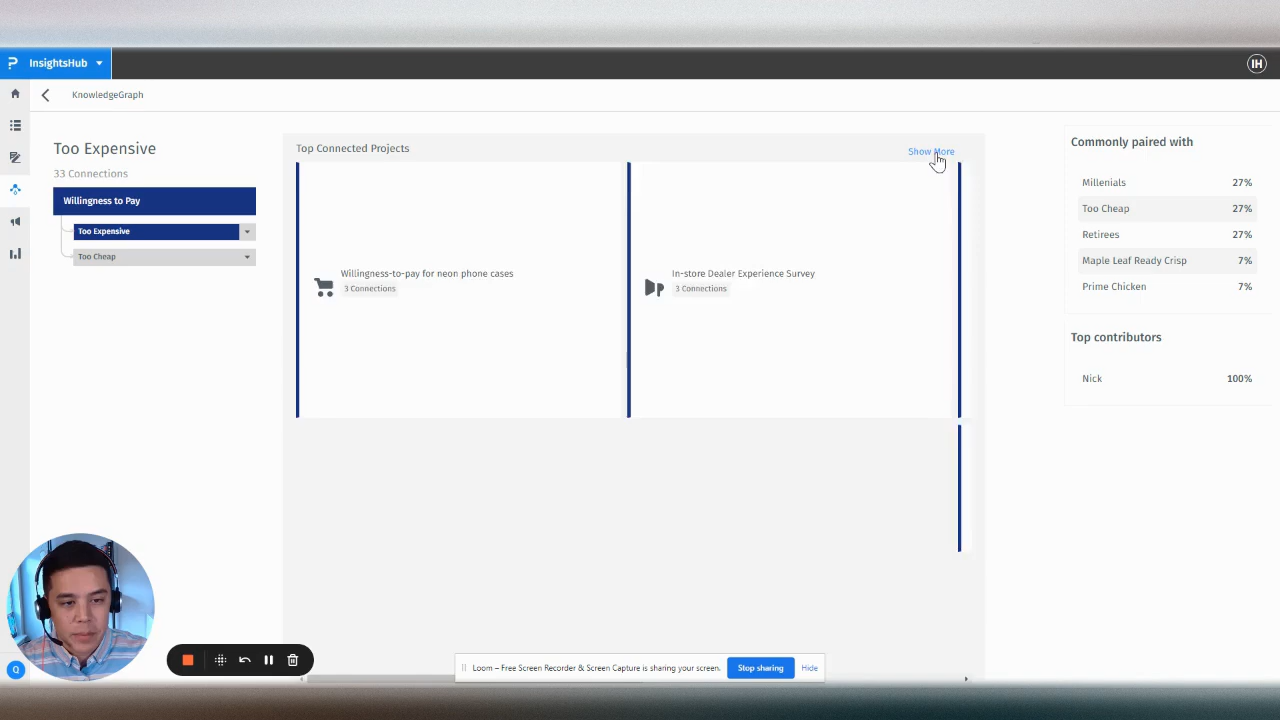 InsightsHub
IH
KnowledgeGraph
Too Expensive
33 Connections
Willingness to Pay
Too Expensive
Too Cheap
Top Connected Projects
Show More
Willingness-to-pay for neon phone cases
3 Connections
In-store Dealer Experience Survey
3 Connections
Commonly paired with
Millenials 27%
Too Cheap 27%
Retirees 27%
Maple Leaf Ready Crisp 7%
Prime Chicken 7%
Top contributors
Nick 100%
Q
Loom – Free Screen Recorder & Screen Capture is sharing your screen.
Stop sharing
Hide